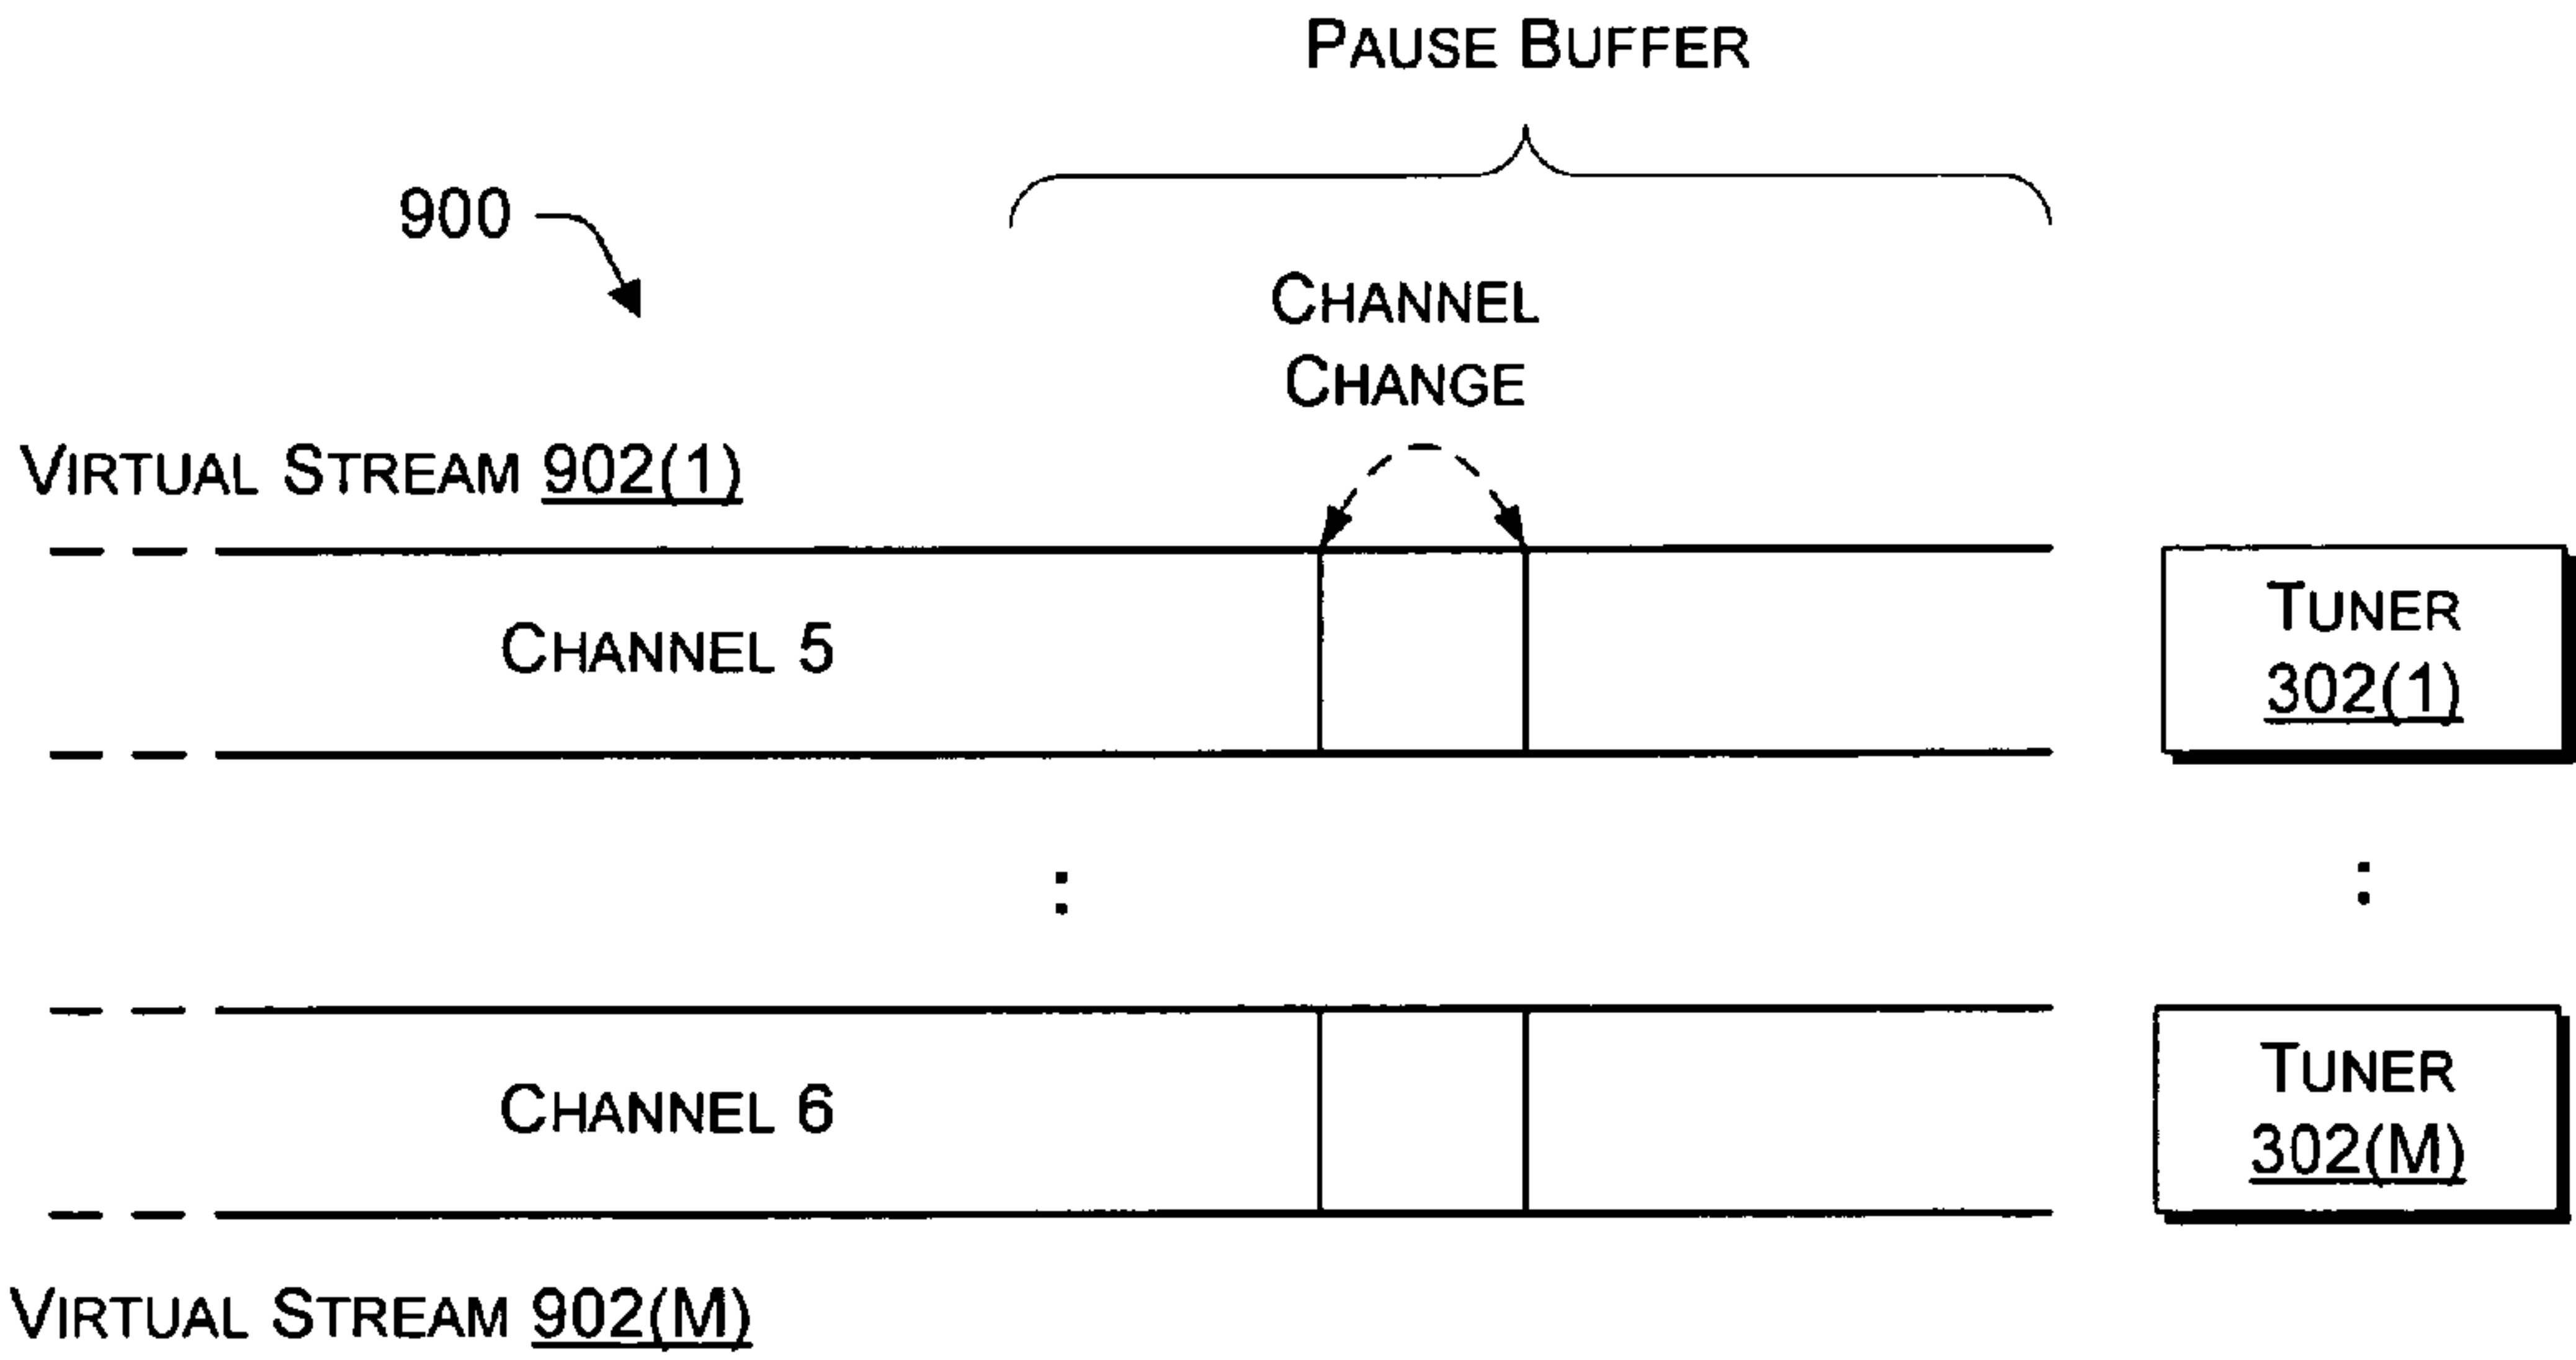 PAUSE BUFFER
900
CHANNEL
CHANGE
VIRTUAL STREAM 902(1)
CHANNEL 5
TUNER
302(1)
:
:
CHANNEL 6
TUNER
302(M)
VIRTUAL STREAM 902(M)